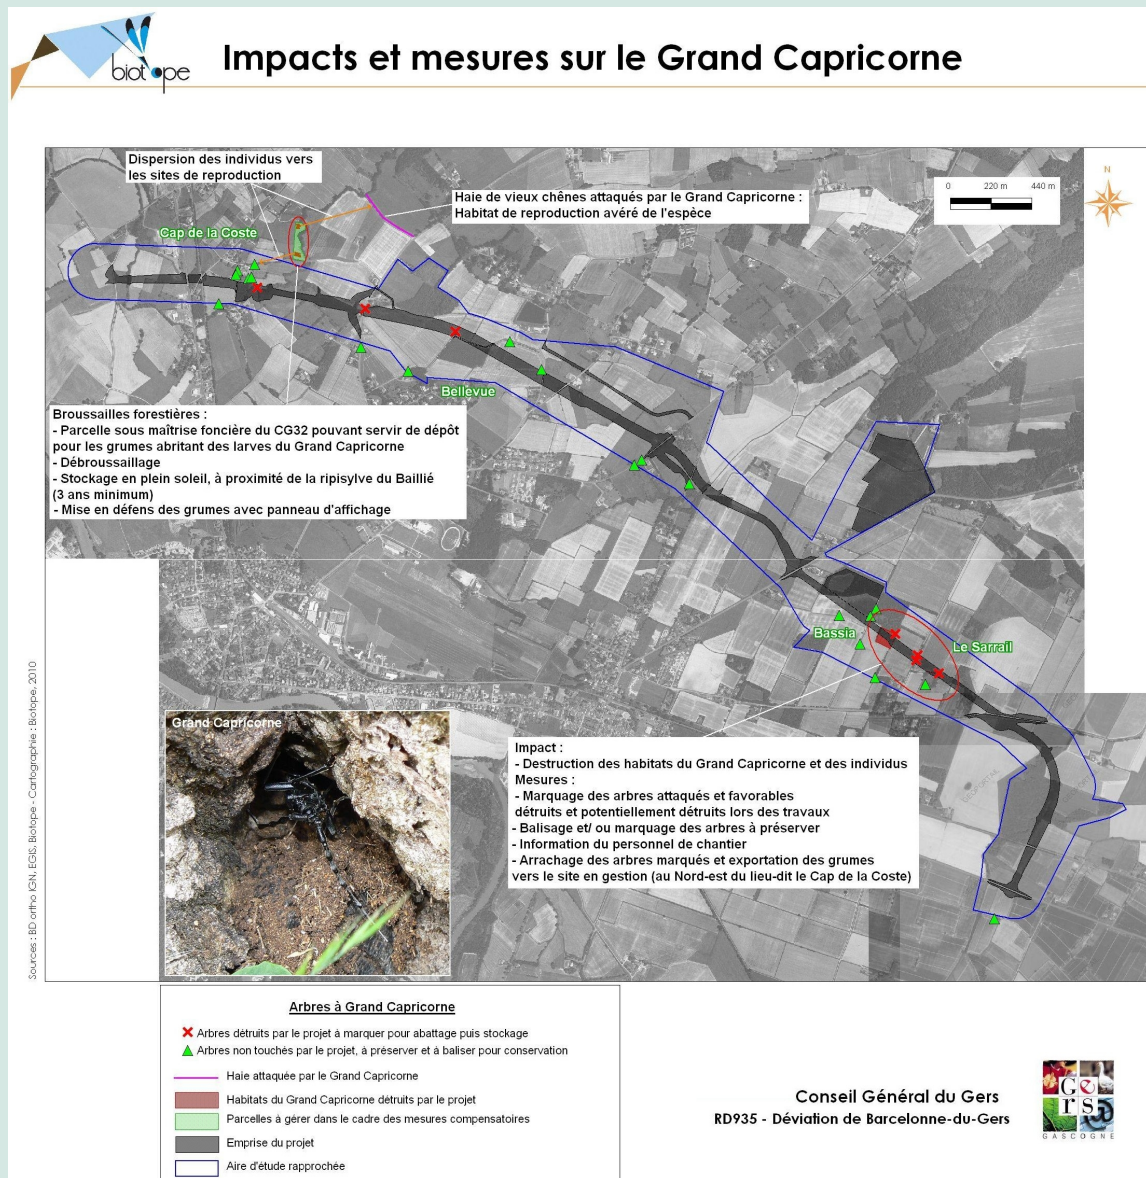 biotope
Impacts et mesures sur le Grand Capricorne
Dispersion des individus vers
les sites de reproduction
Haie de vieux chênes attaqués par le Grand Capricorne :
Habitat de reproduction avéré de l'espèce
0 220 m 440 m
N
Cap de la Coste
Bellevue
Broussailles forestières :
- Parcelle sous maîtrise foncière du CG32 pouvant servir de dépôt
pour les grumes abritant des larves du Grand Capricorne
- Débroussaillage
- Stockage en plein soleil, à proximité de la ripisylve du Baillié
(3 ans minimum)
- Mise en défens des grumes avec panneau d'affichage
Bassia
Le Sarrail
Grand Capricorne
Impact :
- Destruction des habitats du Grand Capricorne et des individus
Mesures :
- Marquage des arbres attaqués et favorables
détruits et potentiellement détruits lors des travaux
- Balisage et/ ou marquage des arbres à préserver
- Information du personnel de chantier
- Arrachage des arbres marqués et exportation des grumes
vers le site en gestion (au Nord-est du lieu-dit le Cap de la Coste)
Sources : BD ortho IGN, EGIS, Biotope - Cartographie : Biotope, 2010
Arbres à Grand Capricorne
Arbres détruits par le projet à marquer pour abattage puis stockage
Arbres non touchés par le projet, à préserver et à baliser pour conservation
Haie attaquée par le Grand Capricorne
Habitats du Grand Capricorne détruits par le projet
Parcelles à gérer dans le cadre des mesures compensatoires
Emprise du projet
Aire d'étude rapprochée
Conseil Général du Gers
RD935 - Déviation de Barcelonne-du-Gers
Gers
GASCOGNE